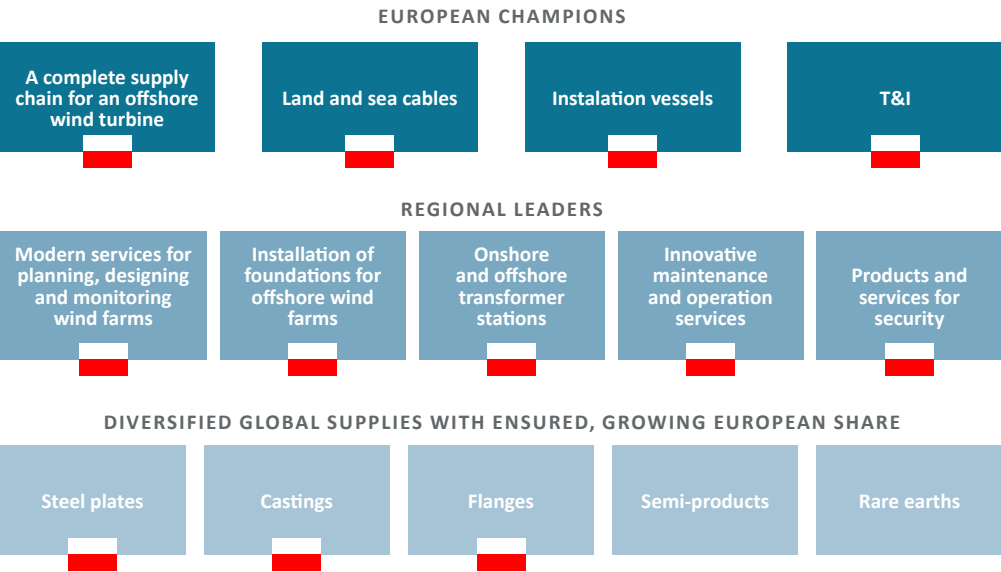 EUROPEAN CHAMPIONS
A complete supply
chain for an offshore
wind turbine
Land and sea cables
Instalation vessels
T&I
REGIONAL LEADERS
Modern services for
planning, designing
and monitoring
wind farms
Installation of
foundations for
offshore wind
farms
Onshore
and offshore
transformer
stations
Innovative
maintenance
and operation
services
Products and
services for
security
DIVERSIFIED GLOBAL SUPPLIES WITH ENSURED, GROWING EUROPEAN SHARE
Steel plates
Castings
Flanges
Semi-products
Rare earths